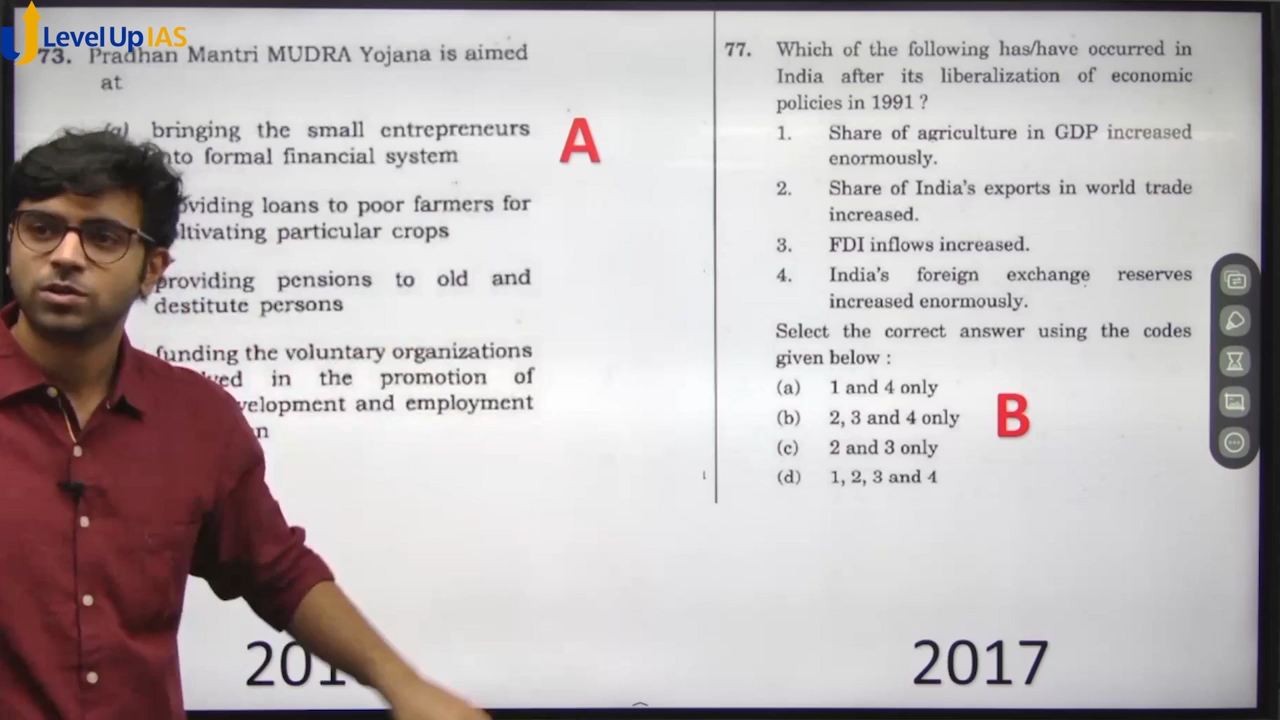 Level Up IAS
73. Pradhan Mantri MUDRA Yojana is aimed
at
bringing the small entrepreneurs
formal financial system
loans to poor farmers for
particular crops
providing pensions to old and
destitute persons
funding the voluntary organizations
in the promotion of
and employment
A
77. Which of the following has/have occurred in
India after its liberalization of economic
policies in 1991 ?
1. Share of agriculture in GDP increased
enormously.
2. Share of India's exports in world trade
increased.
3. FDI inflows increased.
4. India's foreign exchange reserves
increased enormously.
Select the correct answer using the codes
given below :
(a) 1 and 4 only
(b) 2, 3 and 4 only
(c) 2 and 3 only
(d) 1, 2, 3 and 4
B
2017